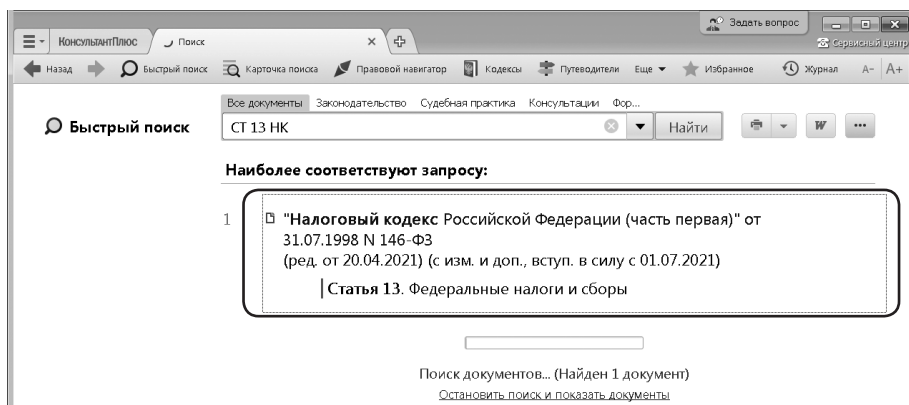 Задать вопрос
КонсультантПлюс
Поиск
Сервисный центр
Назад
Быстрый поиск
Карточка поиска
Правовой навигатор
Кодексы
Путеводители
Еще
Избранное
Журнал
A-
A+
Все документы Законодательство Судебная практика Консультации Фор...
Быстрый поиск
СТ 13 НК
Найти
W
Наиболее соответствуют запросу:
1
"Налоговый кодекс Российской Федерации (часть первая)" от
31.07.1998 N 146-ФЗ
(ред. от 20.04.2021) (с изм. и доп., вступ. в силу с 01.07.2021)
Статья 13. Федеральные налоги и сборы
Поиск документов... (Найден 1 документ)
Остановить поиск и показать документы